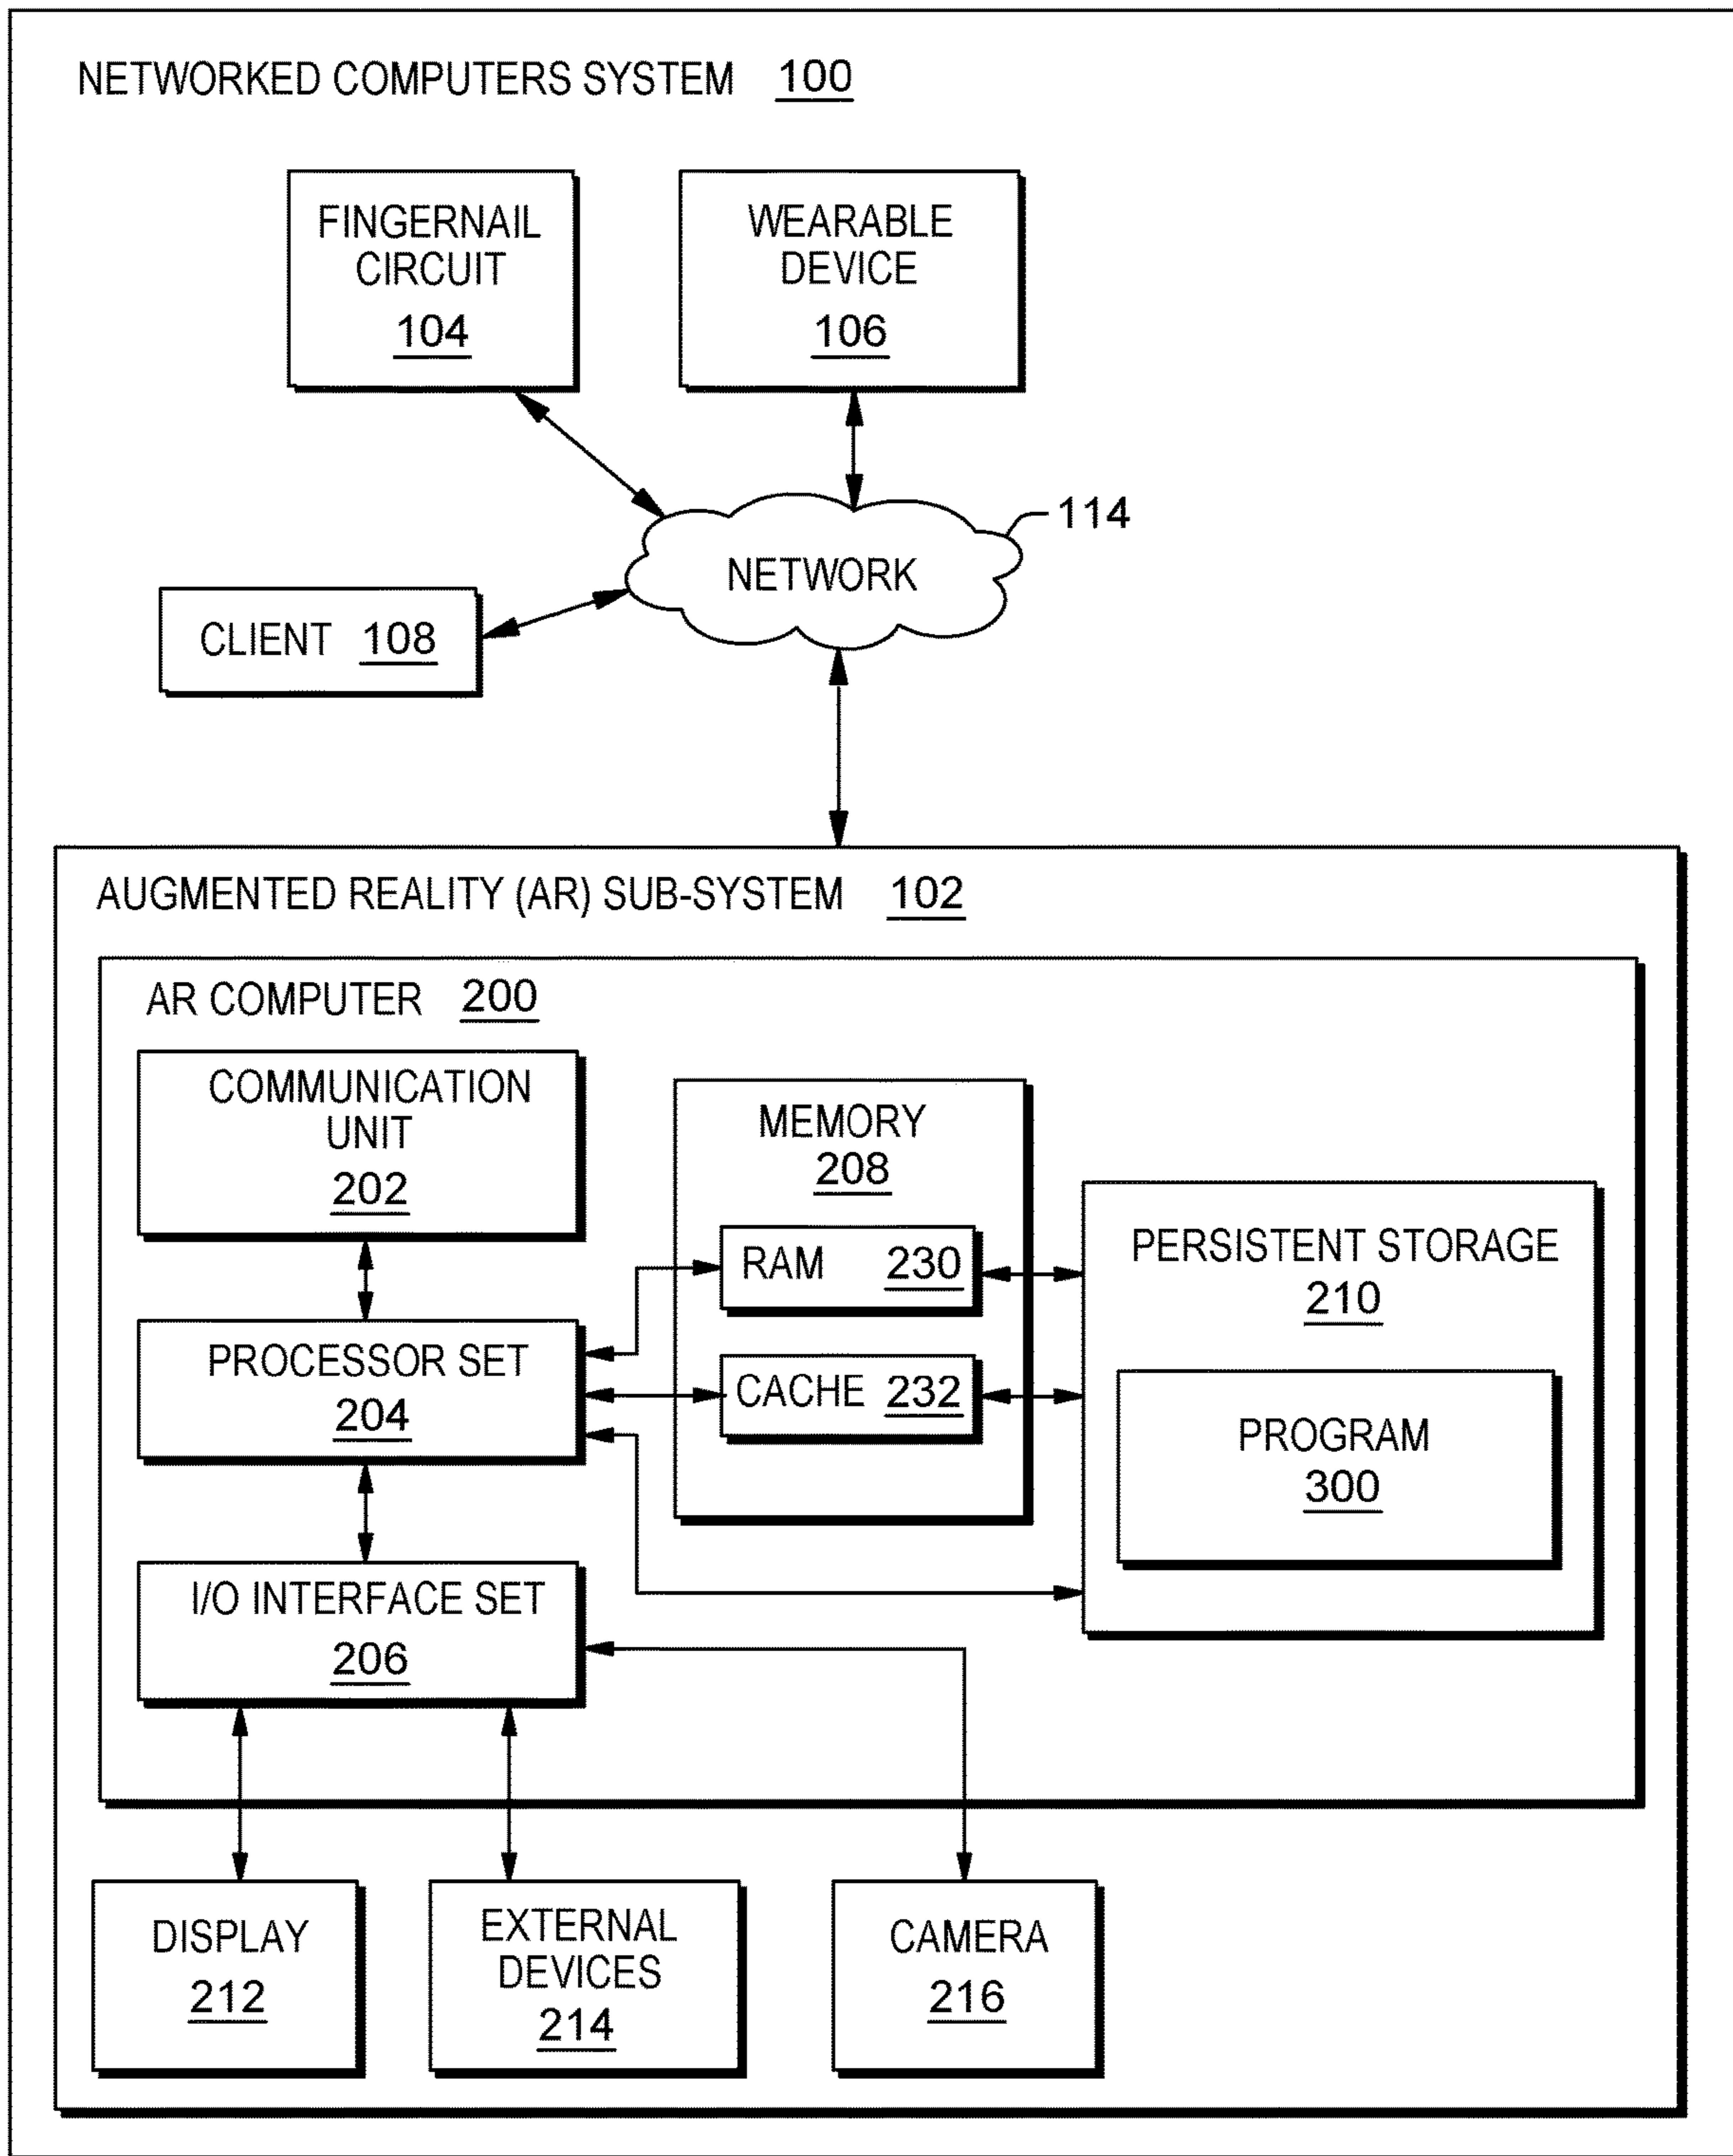 NETWORKED COMPUTERS SYSTEM 100
FINGERNAIL
CIRCUIT
104
WEARABLE
DEVICE
106
114
NETWORK
CLIENT 108
AUGMENTED REALITY (AR) SUB-SYSTEM 102
AR COMPUTER 200
COMMUNICATION
UNIT
202
MEMORY
208
RAM 230
CACHE 232
PERSISTENT STORAGE
210
PROGRAM
300
PROCESSOR SET
204
I/O INTERFACE SET
206
DISPLAY
212
EXTERNAL
DEVICES
214
CAMERA
216